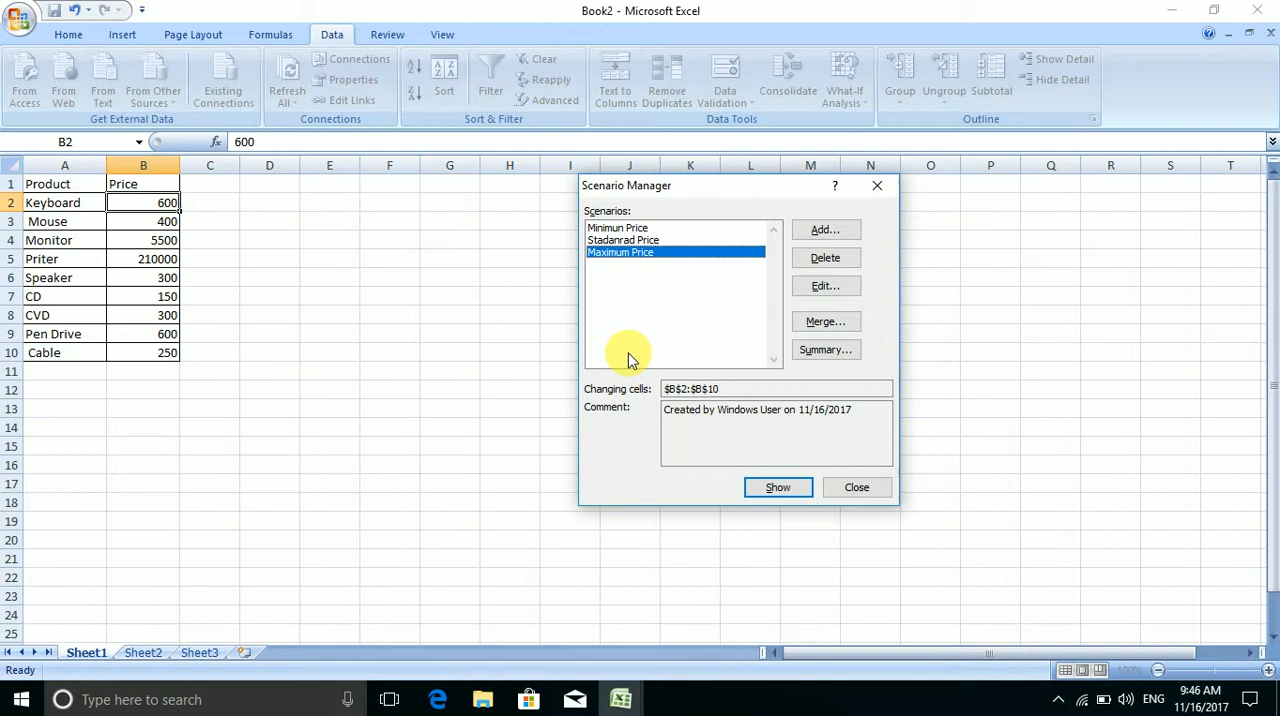 Book2 - Microsoft Excel
Home Insert Page Layout Formulas Data Review View
From Access
From Web
From Text
From Other Sources
Existing Connections
Get External Data
Refresh All
Connections
Properties
Edit Links
Connections
Sort
Filter
Clear
Reapply
Advanced
Sort & Filter
Text to Columns
Remove Duplicates
Data Validation
Consolidate
What-If Analysis
Data Tools
Group
Ungroup
Subtotal
Show Detail
Hide Detail
Outline
B2 fx 600
A B C D E F G H I J K L M N O P Q R S T
1 Product Price
2 Keyboard 600
3 Mouse 400
4 Monitor 5500
5 Priter 210000
6 Speaker 300
7 CD 150
8 CVD 300
9 Pen Drive 600
10 Cable 250
11
12
13
14
15
16
17
18
19
20
21
22
23
24
25
Scenario Manager ?
Scenarios:
Minimun Price
Stadanrad Price
Maximum Price
Add...
Delete
Edit...
Merge...
Summary...
Changing cells: $B$2:$B$10
Comment: Created by Windows User on 11/16/2017
Show Close
Sheet1 Sheet2 Sheet3
Ready 100%
Type here to search
ENG
9:46 AM
11/16/2017